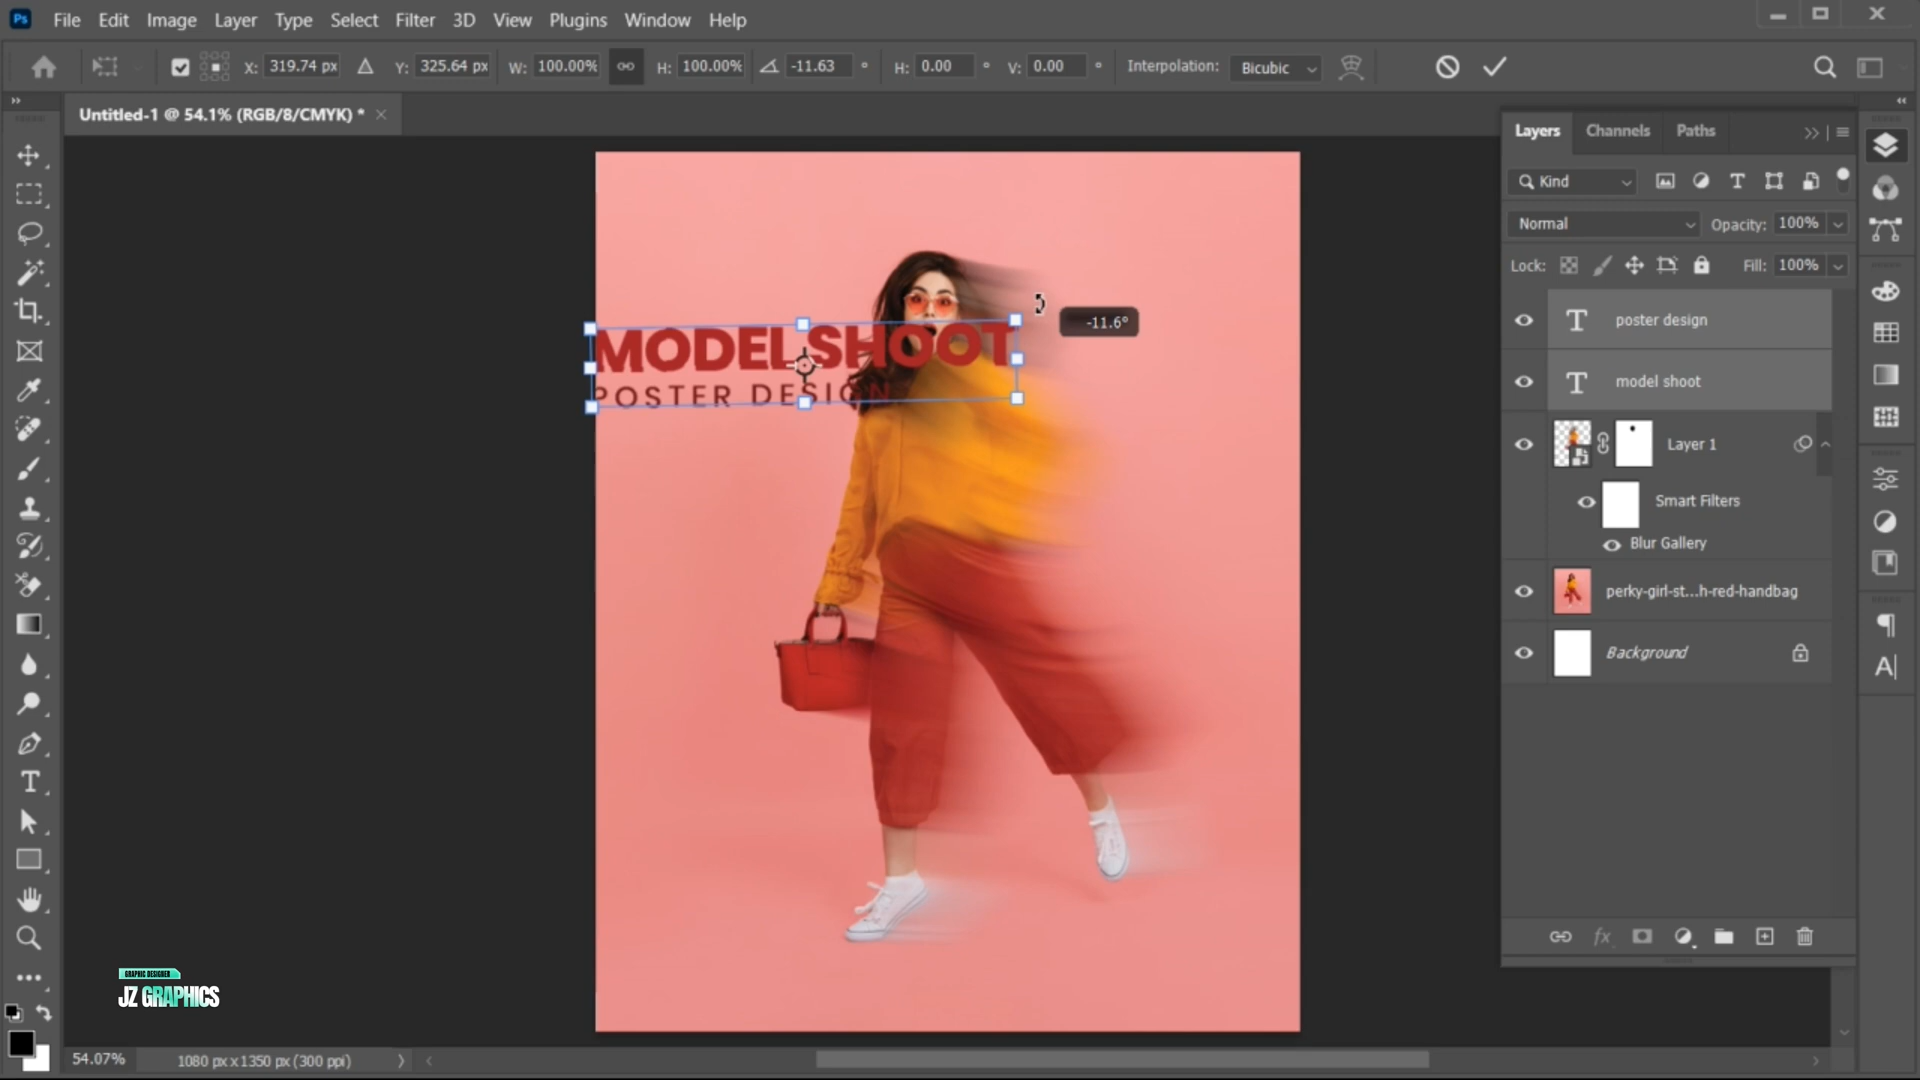 Ps File Edit Image Layer Type Select Filter 3D View Plugins Window Help
X: 319.74 px Y: 325.64 px W: 100.00% H: 100.00% -11.63 ° H: 0.00 ° V: 0.00 ° Interpolation: Bicubic
Untitled-1 @ 54.1% (RGB/8/CMYK) *
Layers Channels Paths
Kind
Normal Opacity: 100%
Lock: Fill: 100%
poster design
model shoot
Layer 1
Smart Filters
Blur Gallery
perky-girl-st...h-red-handbag
Background
-11.6°
MODEL SHOOT
POSTER DESIGN
GRAPHIC DESIGNER
JZ GRAPHICS
54.07% 1080 px x 1350 px (300 ppi)